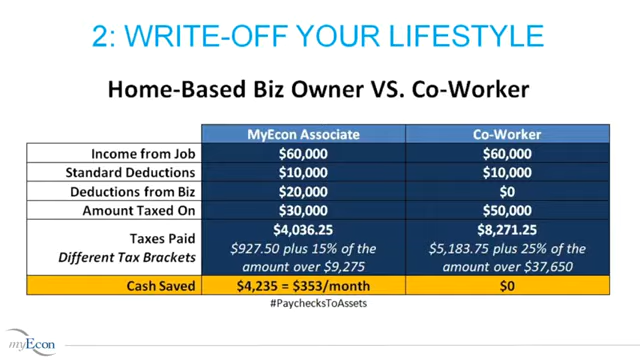 2: WRITE-OFF YOUR LIFESTYLE
Home-Based Biz Owner VS. Co-Worker
MyEcon Associate Co-Worker
Income from Job $60,000 $60,000
Standard Deductions $10,000 $10,000
Deductions from Biz $20,000 $0
Amount Taxed On $30,000 $50,000
Taxes Paid $4,036.25 $8,271.25
Different Tax Brackets $927.50 plus 15% of the $5,183.75 plus 25% of the
amount over $9,275 amount over $37,650
Cash Saved $4,235 = $353/month $0
#PaychecksToAssets
myEcon